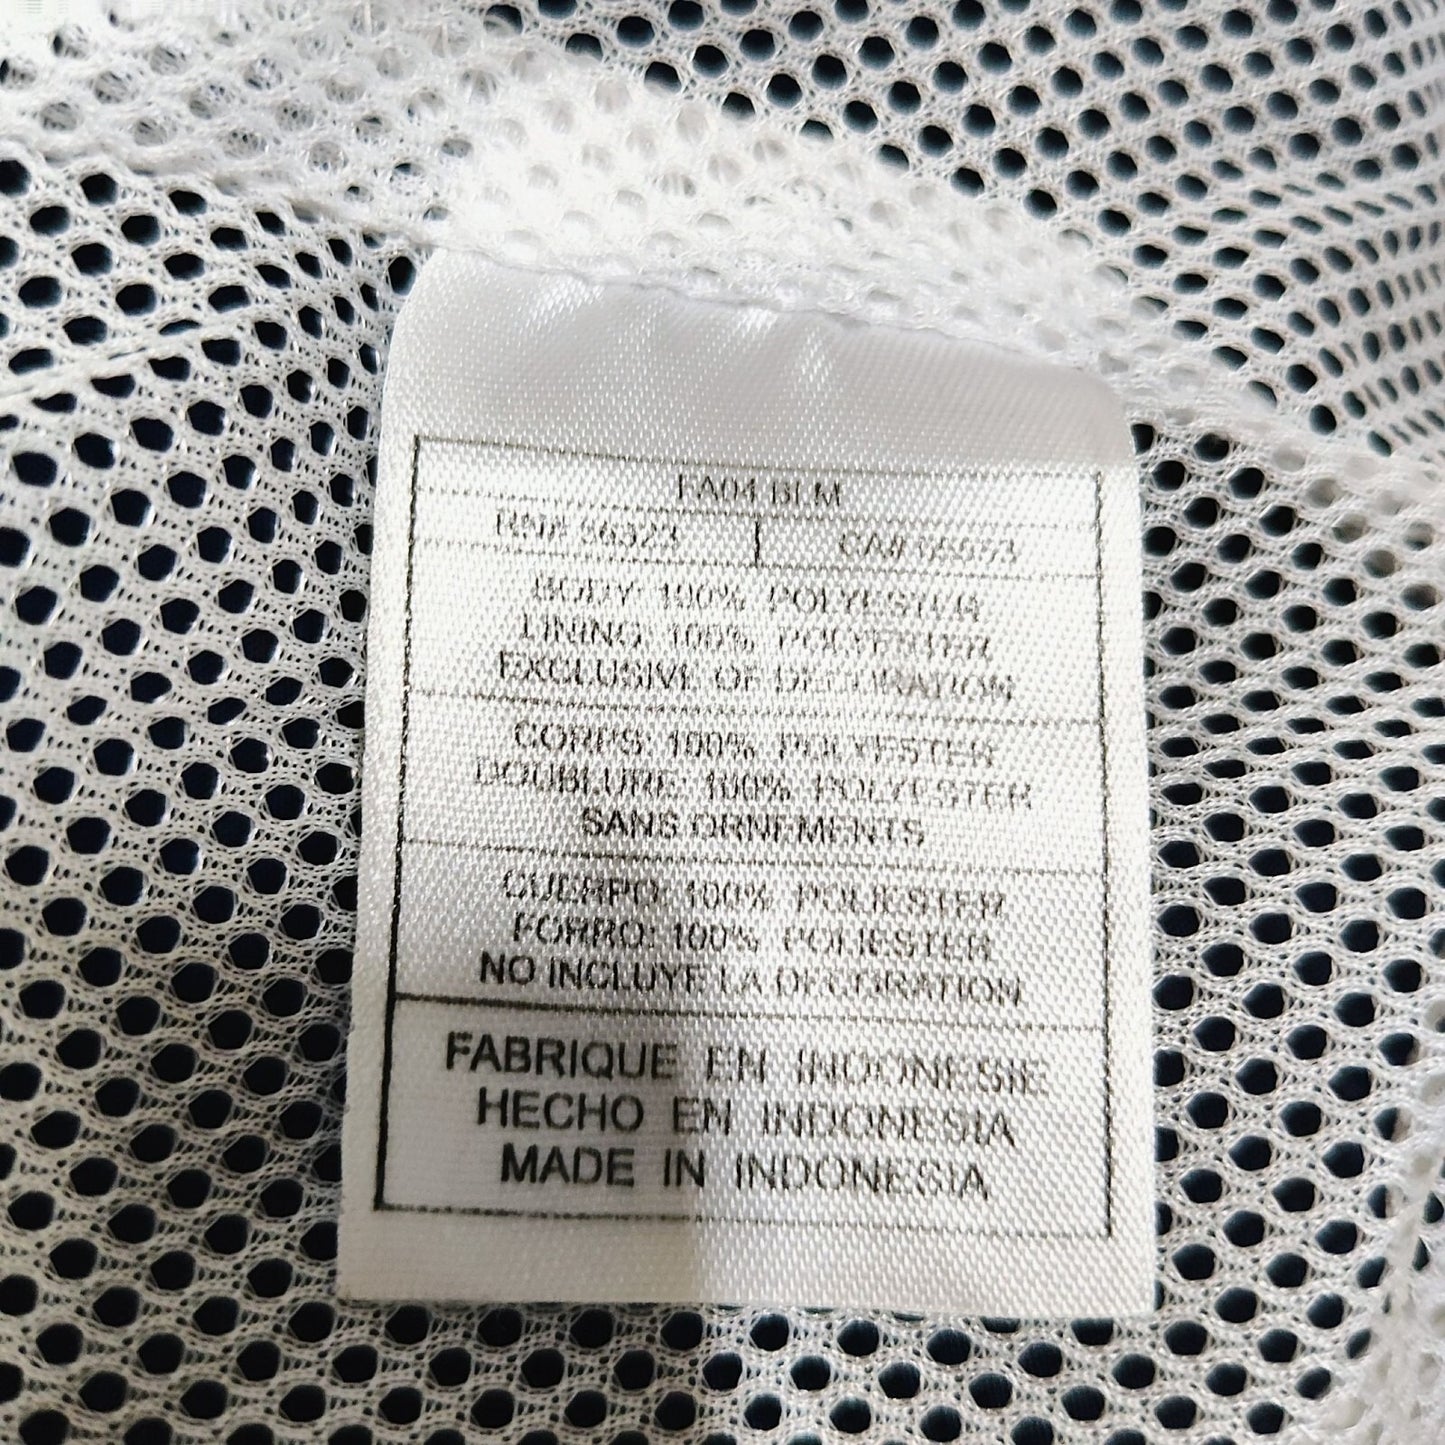 FA04 BLM
RN# 56323 CA# 05553
BODY: 100% POLYESTER
LINING: 100% POLYESTER
EXCLUSIVE OF DECORATION
CORPS: 100% POLYESTER
DOUBLURE: 100% POLYESTER
SANS ORNEMENTS
CUERPO: 100% POLIESTER
FORRO: 100% POLIESTER
NO INCLUYE LA DECORATION
FABRIQUE EN INDONESIE
HECHO EN INDONESIA
MADE IN INDONESIA